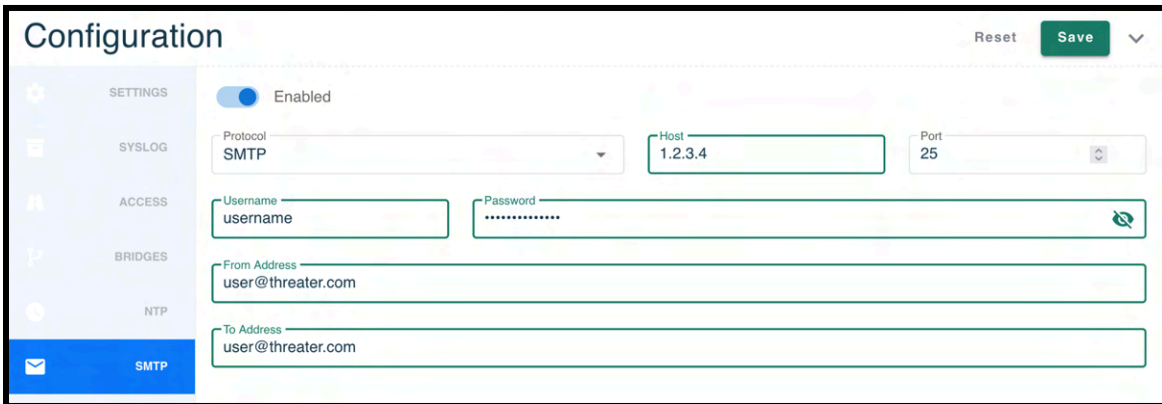 Configuration
Reset
Save
SETTINGS
SYSLOG
ACCESS
BRIDGES
NTP
SMTP
Enabled
Protocol
SMTP
Host
1.2.3.4
Port
25
Username
username
Password
••••••••••••••
From Address
user@threater.com
To Address
user@threater.com